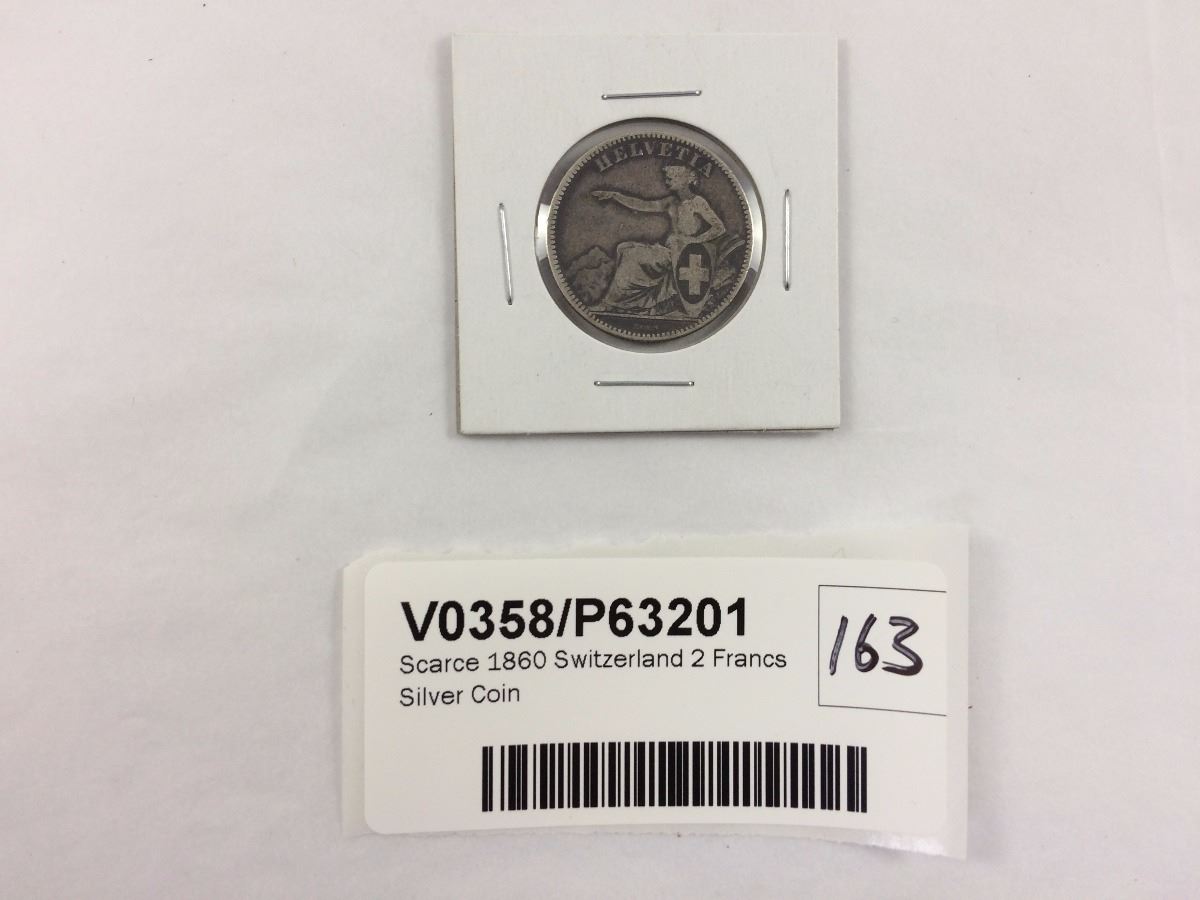 HELVETIA
V0358/P63201
163
Scarce 1860 Switzerland 2 Francs
Silver Coin